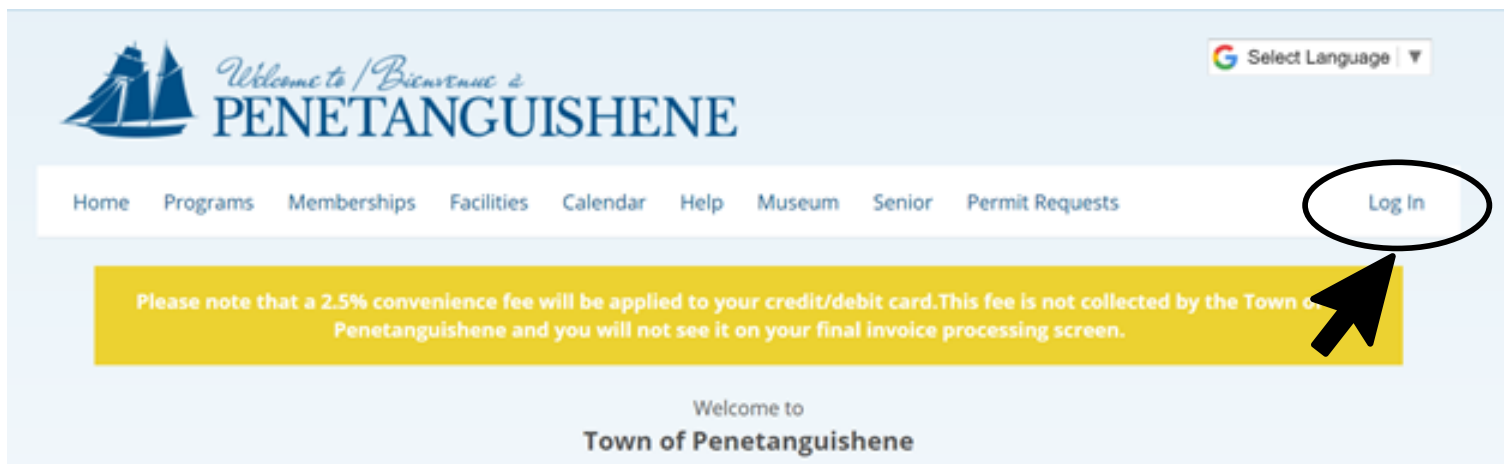 Welcome to / Bienvenue à
PENETANGUISHENE
Select Language ▼
Home Programs Memberships Facilities Calendar Help Museum Senior Permit Requests Log In
Please note that a 2.5% convenience fee will be applied to your credit/debit card.This fee is not collected by the Town
Penetanguishene and you will not see it on your final invoice processing screen.
Welcome to
Town of Penetanguishene